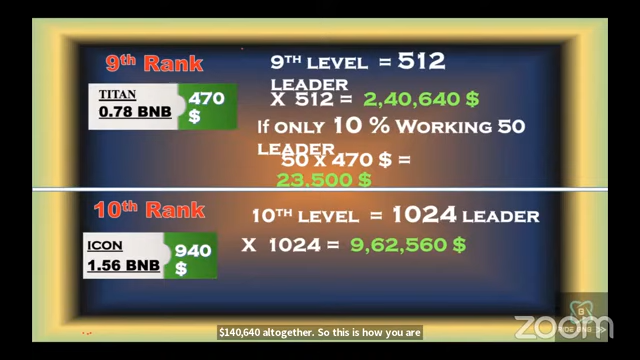 9th Rank
9TH LEVEL = 512
LEADER
TITAN
0.78 BNB
470
$
X 512 = 2,40,640 $
If only 10 % Working 50
LEADER
50 x 470 $ =
23,500 $
10th Rank
10TH LEVEL = 1024 LEADER
ICON
1.56 BNB
940
$
X 1024 = 9,62,560 $
zoom
$140,640 altogether. So this is how you are